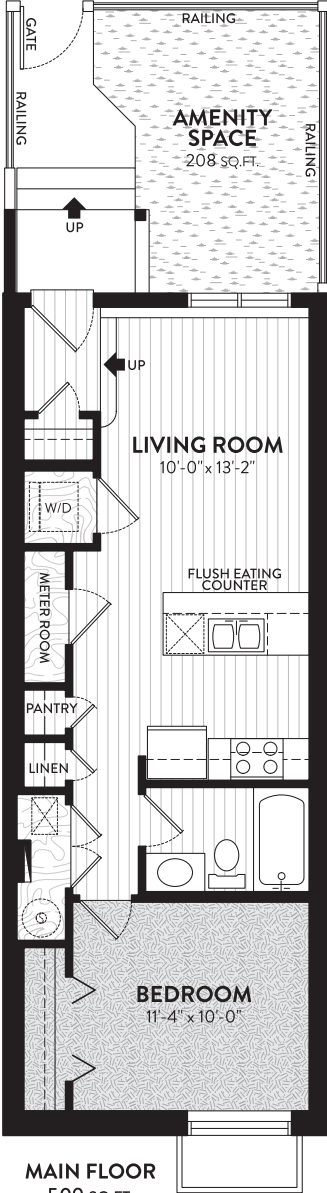 RAILING
GATE
RAILING
AMENITY
SPACE
208 SQ.FT.
RAILING
UP
UP
LIVING ROOM
10'-0" x 13'-2"
W/D
FLUSH EATING
COUNTER
METER ROOM
PANTRY
LINEN
S
BEDROOM
11'-4" x 10'-0"
MAIN FLOOR